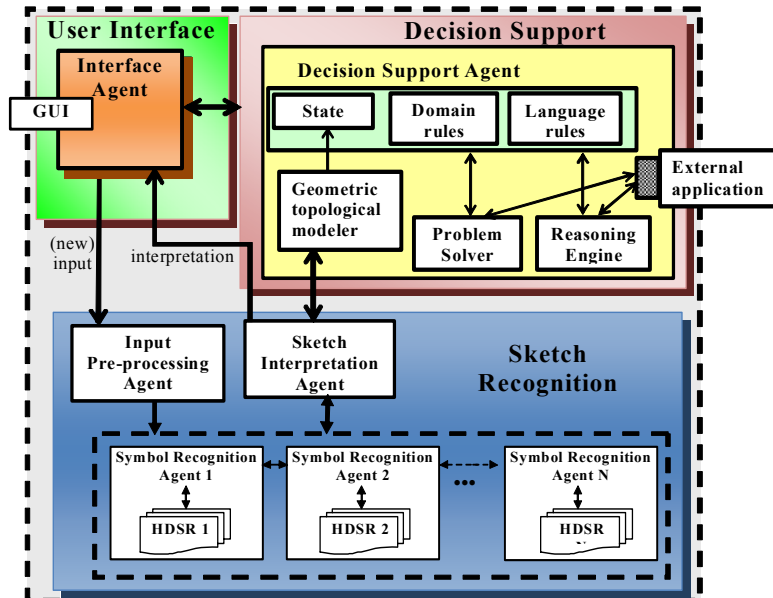 User Interface
Interface
Agent
GUI
(new)
input
interpretation
Decision Support
Decision Support Agent
State
Domain
rules
Language
rules
Geometric
topological
modeler
Problem
Solver
Reasoning
Engine
External
application
Input
Pre-processing
Agent
Sketch
Interpretation
Agent
Sketch
Recognition
Symbol Recognition
Agent 1
HDSR 1
Symbol Recognition
Agent 2
HDSR 2
...
Symbol Recognition
Agent N
HDSR